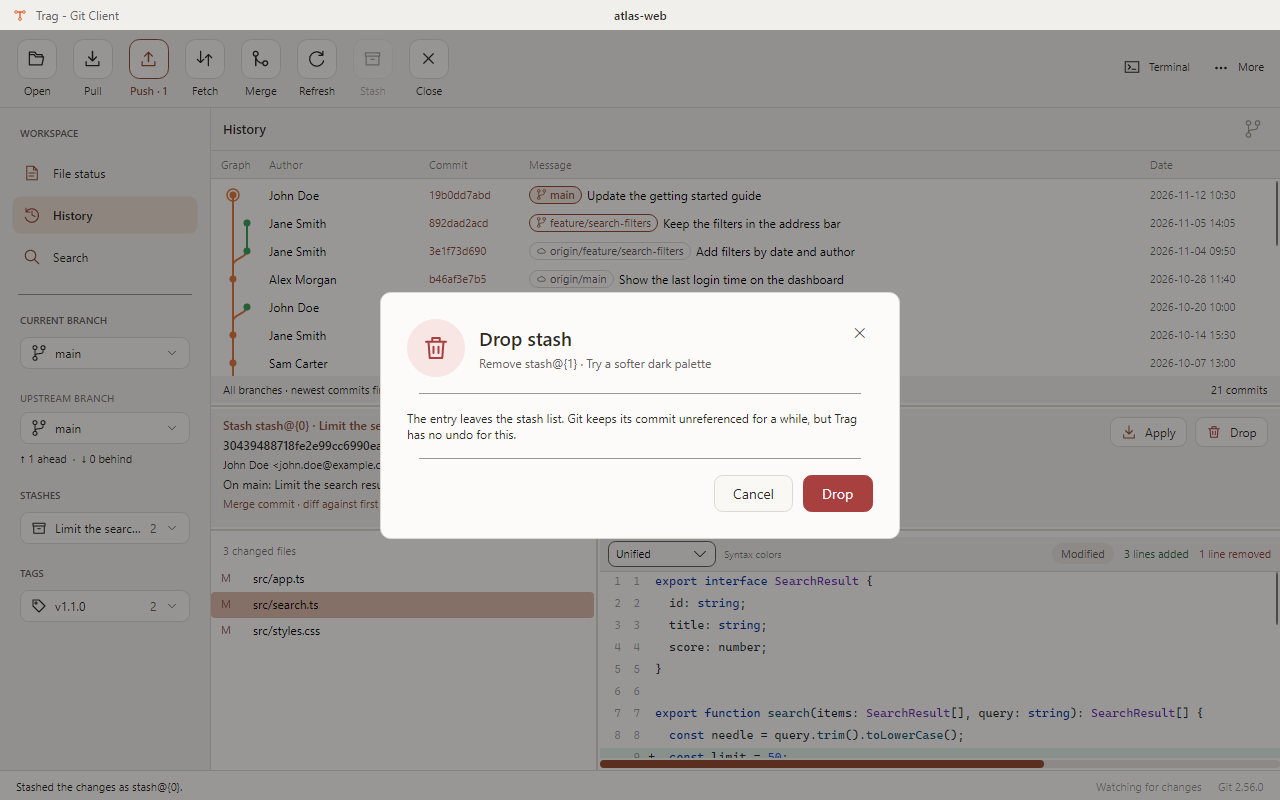 Trag - Git Client
atlas-web
Open
Pull
Push · 1
Fetch
Merge
Refresh
Stash
Close
Terminal
More
WORKSPACE
File status
History
Search
CURRENT BRANCH
main
UPSTREAM BRANCH
main
↑ 1 ahead · ↓ 0 behind
STASHES
Limit the searc... 2
TAGS
v1.1.0 2
History
Graph Author Commit Message Date
John Doe 19b0dd7abd main Update the getting started guide 2026-11-12 10:30
Jane Smith 892dad2acd feature/search-filters Keep the filters in the address bar 2026-11-05 14:05
Jane Smith 3e1f73d690 origin/feature/search-filters Add filters by date and author 2026-11-04 09:50
Alex Morgan b46af3e7b5 origin/main Show the last login time on the dashboard 2026-10-28 11:40
John Doe 2026-10-20 10:00
Jane Smith 2026-10-14 15:30
Sam Carter 2026-10-07 13:00
All branches · newest commits 21 commits
Drop stash
Remove stash@{1} · Try a softer dark palette
The entry leaves the stash list. Git keeps its commit unreferenced for a while, but Trag
has no undo for this.
Cancel
Drop
Stash stash@{0} · Limit the
30439488718fe2e99cc6990
John Doe <john.doe@example.
On main: Limit the search
Merge commit · diff against first
Apply
Drop
3 changed files
M src/app.ts
M src/search.ts
M src/styles.css
Unified
Syntax colors
Modified
3 lines added
1 line removed
1 1 export interface SearchResult {
2 2 id: string;
3 3 title: string;
4 4 score: number;
5 5 }
6 6
7 7 export function search(items: SearchResult[], query: string): SearchResult[] {
8 8 const needle = query.trim().toLowerCase();
9 + const limit = 50;
Stashed the changes as stash@{0}.
Watching for changes
Git 2.56.0